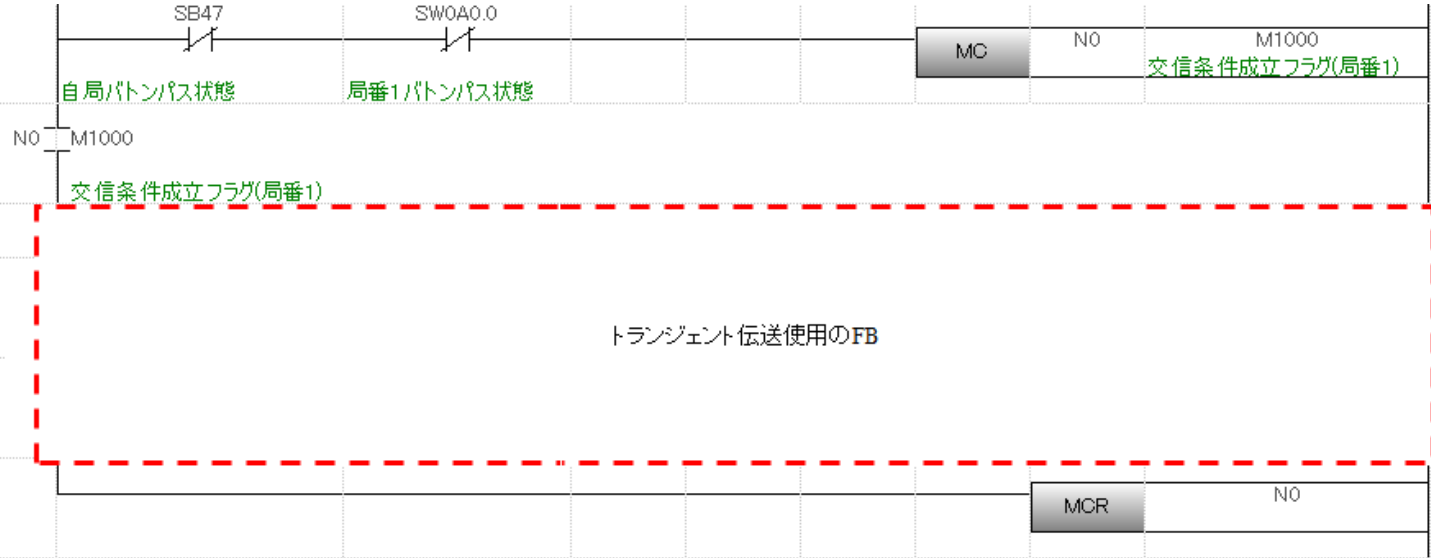 SB47 SW0A0.0
MC N0 M1000
交信条件成立フラグ(局番1)
自局バトンパス状態 局番1バトンパス状態
N0 M1000
交信条件成立フラグ(局番1)
トランジェント伝送使用のFB
MCR N0